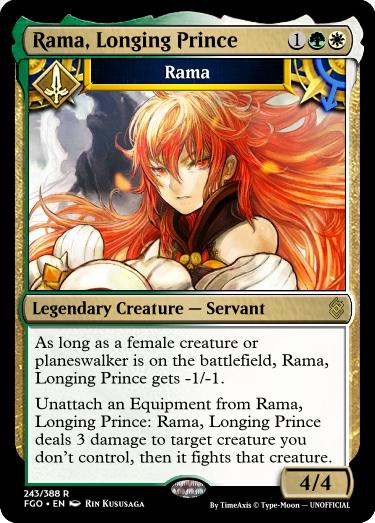 Rama, Longing Prince 1
Rama
Legendary Creature — Servant
As long as a female creature or
planeswalker is on the battlefield, Rama,
Longing Prince gets -1/-1.
Unattach an Equipment from Rama,
Longing Prince: Rama, Longing Prince
deals 3 damage to target creature you
don't control, then it fights that creature.
4/4
243/388 R
FGO • EN Rin Kususaga
By TimeAxis © Type-Moon — UNOFFICIAL